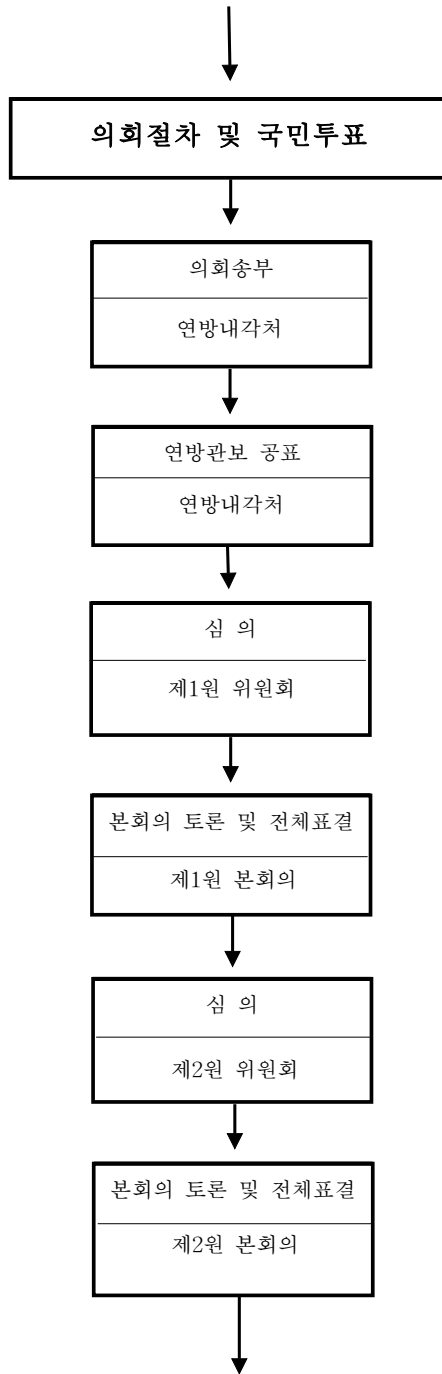 의회절차 및 국민투표
의회송부
연방내각처
연방관보 공표
연방내각처
심 의
제1원 위원회
본회의 토론 및 전체표결
제1원 본회의
심 의
제2원 위원회
본회의 토론 및 전체표결
제2원 본회의